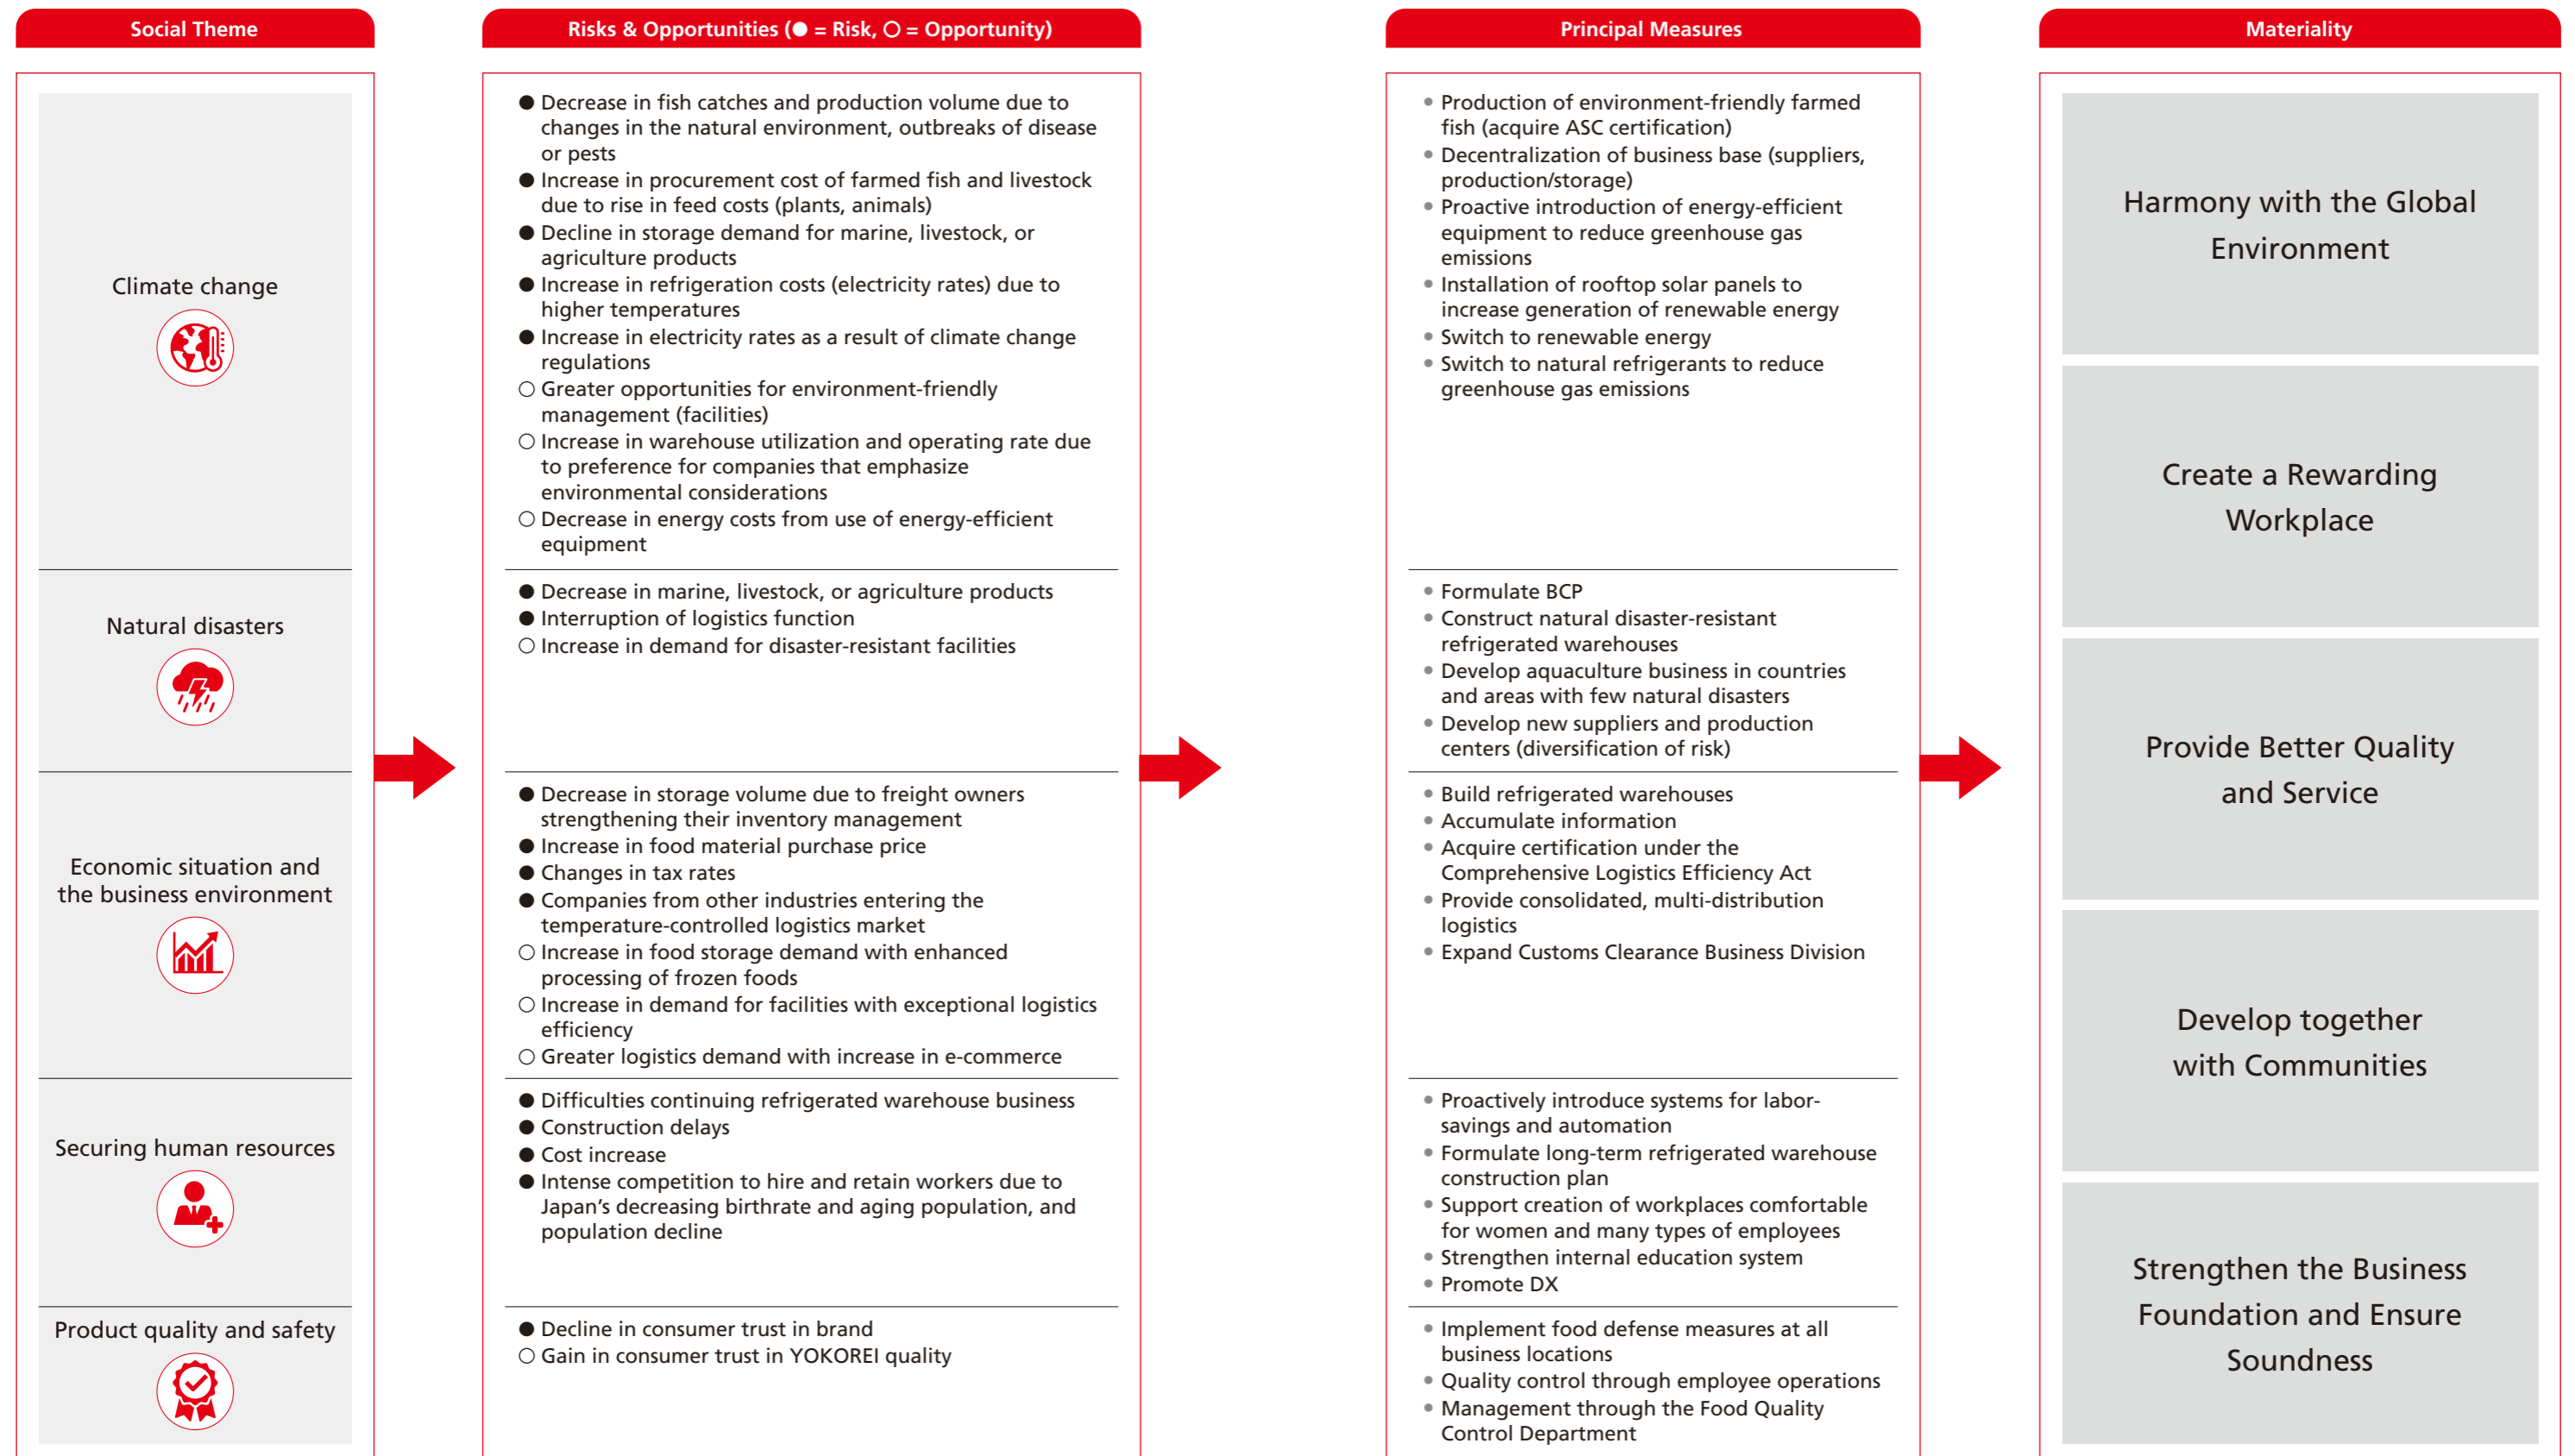 Social Theme
Climate change
Natural disasters
Economic situation and
the business environment
Securing human resources
Product quality and safety
Risks & Opportunities (● = Risk, ○ = Opportunity)
● Decrease in fish catches and production volume due to
changes in the natural environment, outbreaks of disease
or pests
● Increase in procurement cost of farmed fish and livestock
due to rise in feed costs (plants, animals)
● Decline in storage demand for marine, livestock, or
agriculture products
● Increase in refrigeration costs (electricity rates) due to
higher temperatures
● Increase in electricity rates as a result of climate change
regulations
○ Greater opportunities for environment-friendly
management (facilities)
○ Increase in warehouse utilization and operating rate due
to preference for companies that emphasize
environmental considerations
○ Decrease in energy costs from use of energy-efficient
equipment
● Decrease in marine, livestock, or agriculture products
● Interruption of logistics function
○ Increase in demand for disaster-resistant facilities
● Decrease in storage volume due to freight owners
strengthening their inventory management
● Increase in food material purchase price
● Changes in tax rates
● Companies from other industries entering the
temperature-controlled logistics market
○ Increase in food storage demand with enhanced
processing of frozen foods
○ Increase in demand for facilities with exceptional logistics
efficiency
○ Greater logistics demand with increase in e-commerce
● Difficulties continuing refrigerated warehouse business
● Construction delays
● Cost increase
● Intense competition to hire and retain workers due to
Japan's decreasing birthrate and aging population, and
population decline
● Decline in consumer trust in brand
○ Gain in consumer trust in YOKOREI quality
Principal Measures
• Production of environment-friendly farmed
fish (acquire ASC certification)
• Decentralization of business base (suppliers,
production/storage)
• Proactive introduction of energy-efficient
equipment to reduce greenhouse gas
emissions
• Installation of rooftop solar panels to
increase generation of renewable energy
• Switch to renewable energy
• Switch to natural refrigerants to reduce
greenhouse gas emissions
• Formulate BCP
• Construct natural disaster-resistant
refrigerated warehouses
• Develop aquaculture business in countries
and areas with few natural disasters
• Develop new suppliers and production
centers (diversification of risk)
• Build refrigerated warehouses
• Accumulate information
• Acquire certification under the
Comprehensive Logistics Efficiency Act
• Provide consolidated, multi-distribution
logistics
• Expand Customs Clearance Business Division
• Proactively introduce systems for labor-
savings and automation
• Formulate long-term refrigerated warehouse
construction plan
• Support creation of workplaces comfortable
for women and many types of employees
• Strengthen internal education system
• Promote DX
• Implement food defense measures at all
business locations
• Quality control through employee operations
• Management through the Food Quality
Control Department
Materiality
Harmony with the Global
Environment
Create a Rewarding
Workplace
Provide Better Quality
and Service
Develop together
with Communities
Strengthen the Business
Foundation and Ensure
Soundness